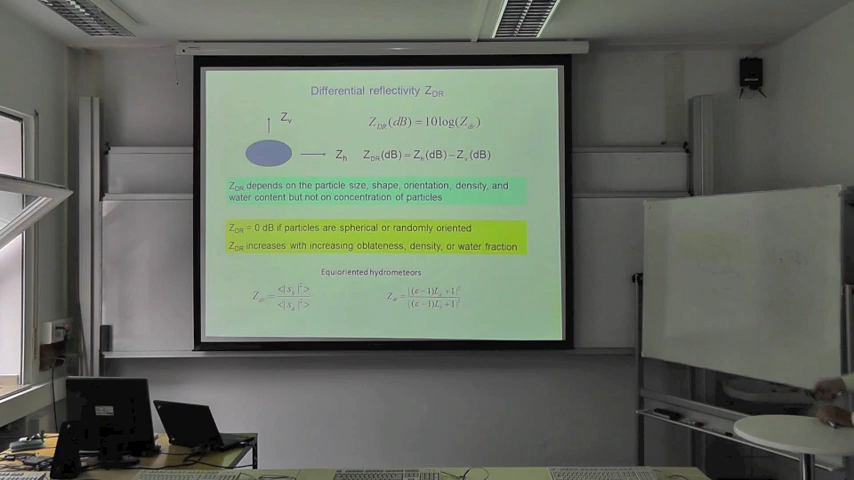 Differential reflectivity Z_DR
Z_v
Z_DR (dB) = 10 log(Z_dr)
Z_h Z_DR(dB) = Z_h(dB) – Z_v(dB)
Z_DR depends on the particle size, shape, orientation, density, and
water content but not on concentration of particles
Z_DR = 0 dB if particles are spherical or randomly oriented
Z_DR increases with increasing oblateness, density, or water fraction
Equioriented hydrometeors